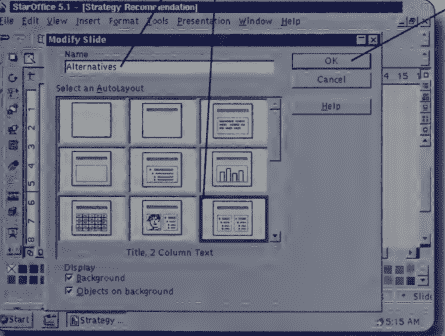 StarOffice 5.1 - [Strategy Recommendation]
File Edit View Insert Format Tools Presentation Window Help
Modify Slide
Name
Alternatives
OK
Cancel
Help
Select an AutoLayout
Title, 2 Column Text
Display
Background
Objects on background
Start
Strategy ..
5:15 AM